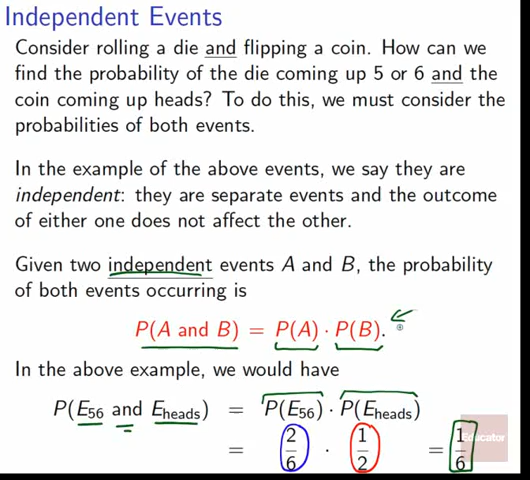 Independent Events
Consider rolling a die and flipping a coin. How can we
find the probability of the die coming up 5 or 6 and the
coin coming up heads? To do this, we must consider the
probabilities of both events.
In the example of the above events, we say they are
independent: they are separate events and the outcome
of either one does not affect the other.
Given two independent events A and B, the probability
of both events occurring is
P(A and B) = P(A) · P(B).
In the above example, we would have
P(E₅₆ and E_heads) = P(E₅₆) · P(E_heads)
= 2/6 · 1/2 = 1/6
Educator